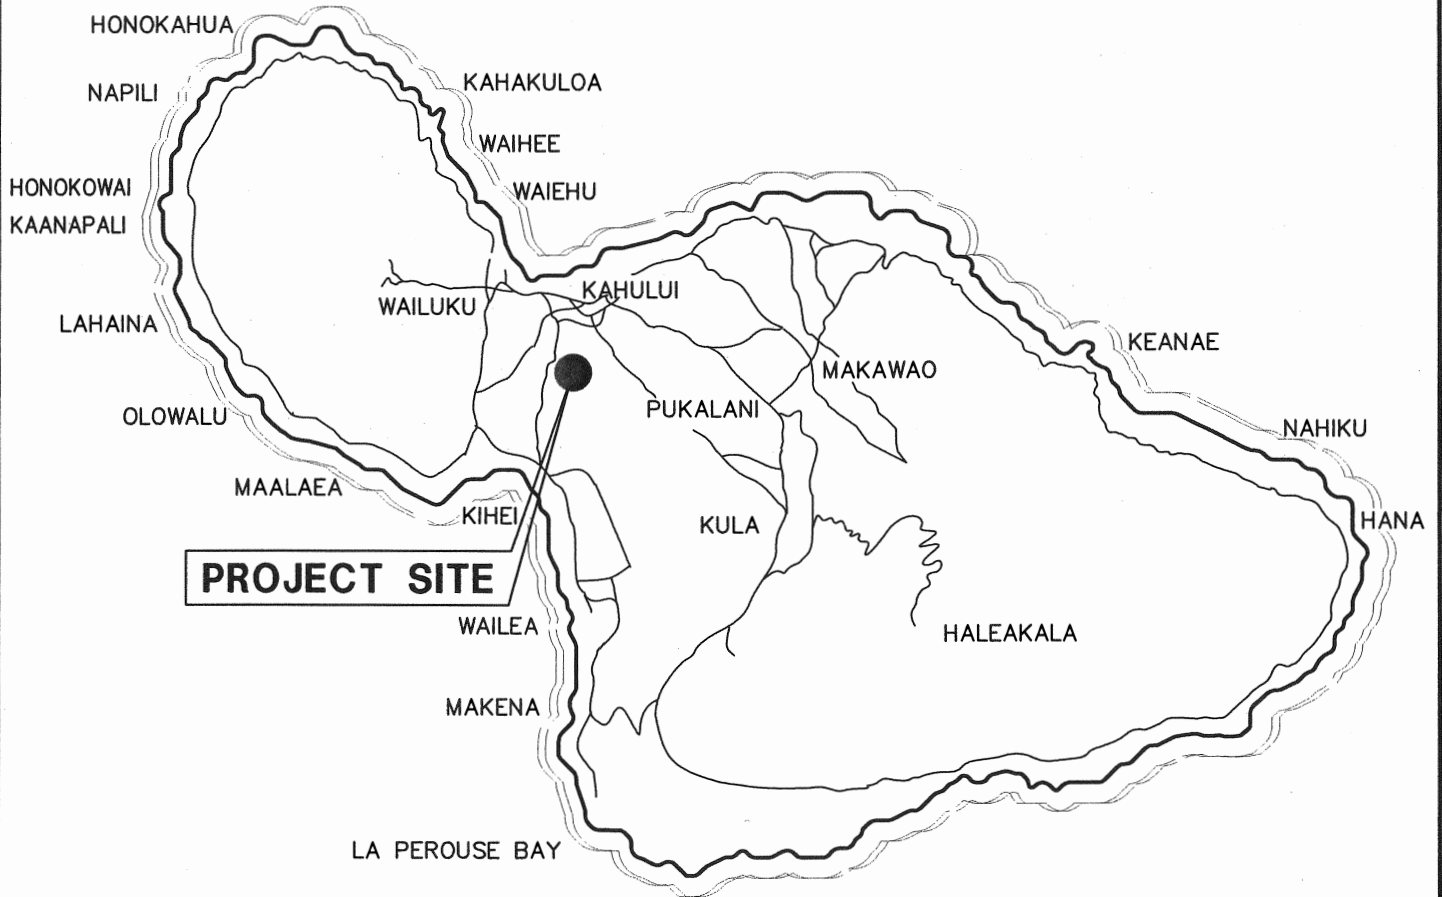 HONOKAHUA
KAHAKULOA
NAPILI
WAIHEE
HONOKOWAI
WAIEHU
KAANAPALI
KAHULUI
WAILUKU
LAHAINA
KEANAE
MAKAWAO
PUKALANI
OLOWALU
NAHIKU
MAALAEA
KIHEI
KULA
HANA
PROJECT SITE
WAILEA
HALEAKALA
MAKENA
LA PEROUSE BAY